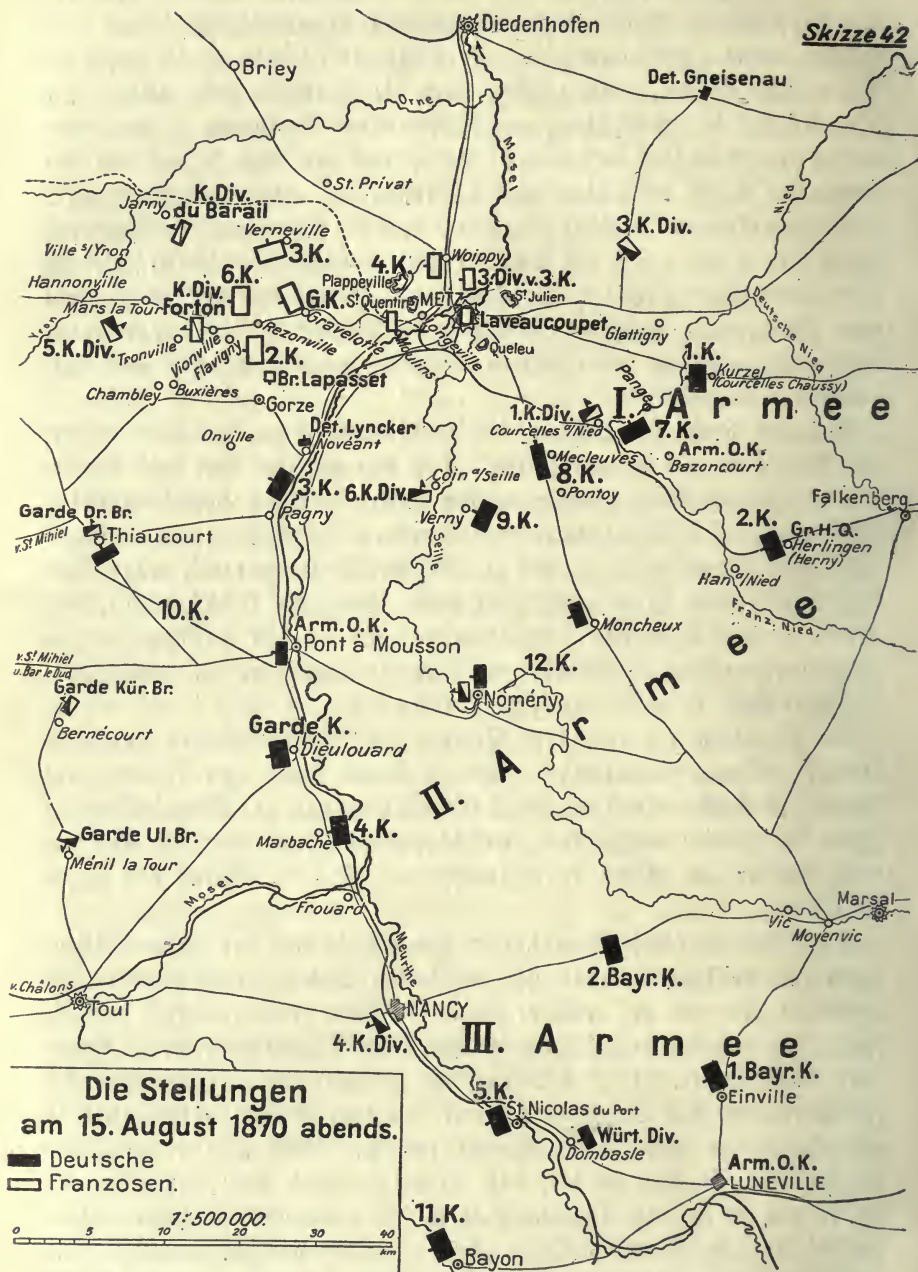 Skizze 42
Diedenhofen
Briey
Det. Gneisenau
Orne
Mosel
Nied
St. Privat
K. Div.
du Barail
Jarny
Verneville
3. K.
3. K. Div.
Ville s/Yron
Woippy
4. K.
Plappeville
3. Div. v. 3. K.
Hannonville
K. Div.
Forton
6. K.
G. K.
St Quentin
METZ
St Julien
Mars la Tour
Laveaucoupet
Deutsche Nied
Yron
5. K. Div.
Tronville
Vionville
Flavigny
2. K.
Rezonville
Gravelotte
Moulins
Longeville
Queleu
Glattigny
1. K.
Kurzel
(Courcelles Chaussy)
Br. Lapasset
Chambley
Buxières
Gorze
Pange
I. Armee
1. K. Div.
Courcelles a/Nied
7. K.
Onville
Det. Lyncker
Novéant
Mecleuves
8. K.
Arm. O. K.
Bazoncourt
3. K.
6. K. Div.
Coin a/Seille
Pontoy
Falkenberg
Garde Dr. Br.
Thiaucourt
v. St Mihiel
Pagny
Verny
9. K.
Seille
2. K.
Gr. H. Q.
Herlingen
(Herny)
Han a/Nied
Franz. Nied.
10. K.
Arm. O. K.
Pont à Mousson
Moncheux
v. St Mihiel
u. Bar le Duc
12. K.
Nomény
Garde Kür. Br.
Bernécourt
Garde K.
Dieulouard
II. Armee
Garde Ul. Br.
Ménil la Tour
Marbache
4. K.
Mosel
Frouard
Marsal
Vic
Moyenvic
Meurthe
2. Bayr. K.
v. Châlons
Toul
NANCY
4. K. Div.
III. Armee
1. Bayr. K.
Einville
5. K.
St. Nicolas du Port
Würt. Div.
Dombasle
Arm. O. K.
LUNEVILLE
11. K.
Bayon
Die Stellungen
am 15. August 1870 abends.
Deutsche
Franzosen.
1:500 000.
0 10 20 30 40
km